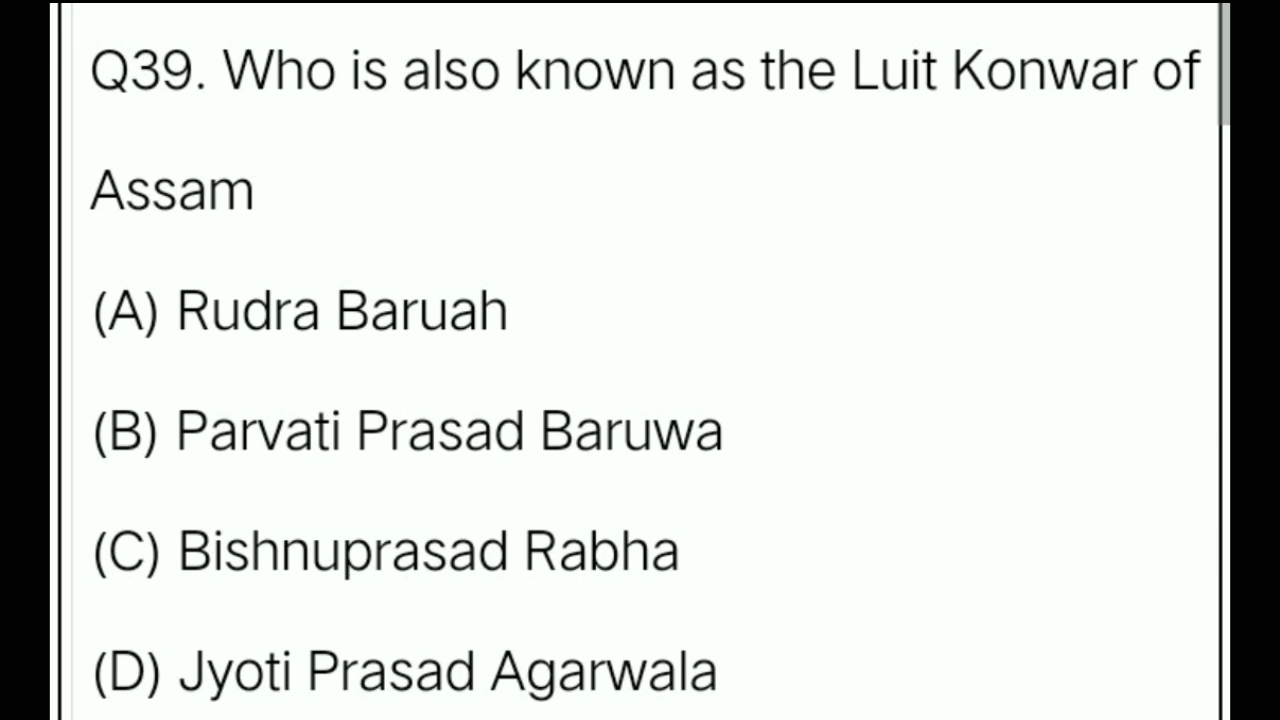 Q39. Who is also known as the Luit Konwar of
Assam
(A) Rudra Baruah
(B) Parvati Prasad Baruwa
(C) Bishnuprasad Rabha
(D) Jyoti Prasad Agarwala